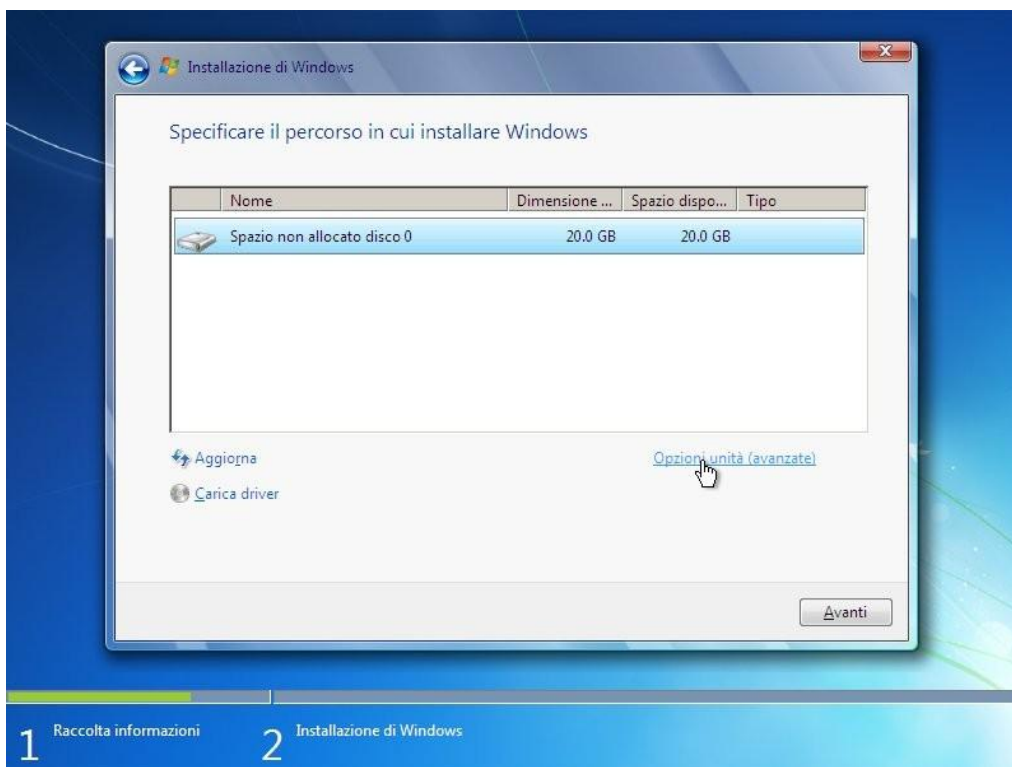 Installazione di Windows
Specificare il percorso in cui installare Windows
Nome Dimensione ... Spazio dispo... Tipo
Spazio non allocato disco 0 20.0 GB 20.0 GB
Aggiorna Opzioni unità (avanzate)
Carica driver
Avanti
1 Raccolta informazioni 2 Installazione di Windows